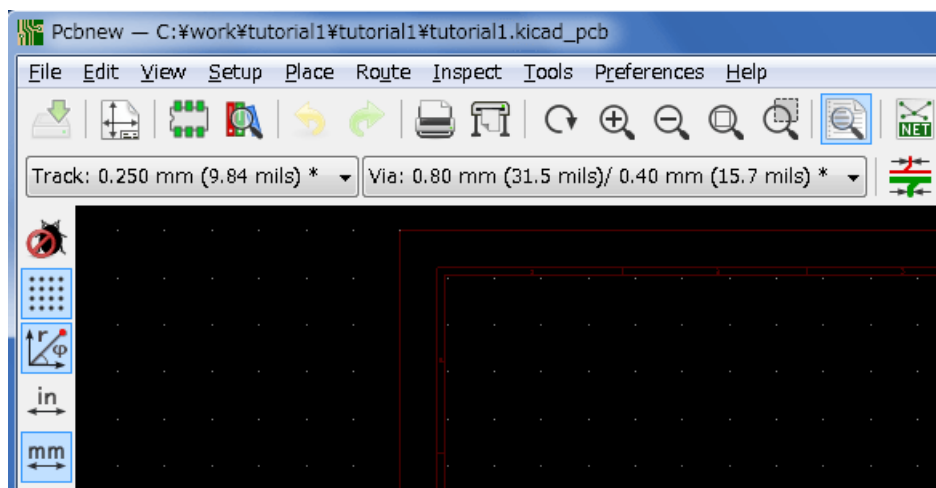 Pcbnew — C:¥work¥tutorial1¥tutorial1¥tutorial1.kicad_pcb
File Edit View Setup Place Route Inspect Tools Preferences Help
NET
Track: 0.250 mm (9.84 mils) * Via: 0.80 mm (31.5 mils)/ 0.40 mm (15.7 mils) *
r φ
in
mm